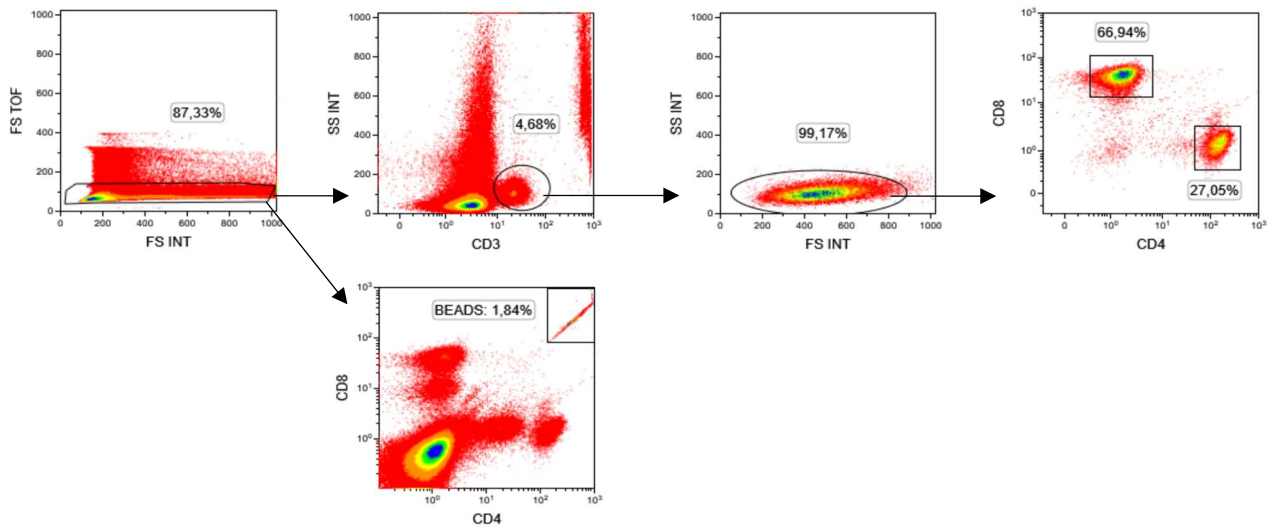 1000
800
600
400
200
0
FS TOF
87,33%
0 200 400 600 800 1000
FS INT
1000
800
600
400
200
0
SS INT
4,68%
0 10⁰ 10¹ 10² 10³
CD3
1000
800
600
400
200
0
SS INT
99,17%
0 200 400 600 800 1000
FS INT
10³
10²
10¹
10⁰
0
CD8
66,94%
27,05%
0 10⁰ 10¹ 10² 10³
CD4
10³
10²
10¹
10⁰
CD8
BEADS: 1,84%
10⁰ 10¹ 10² 10³
CD4